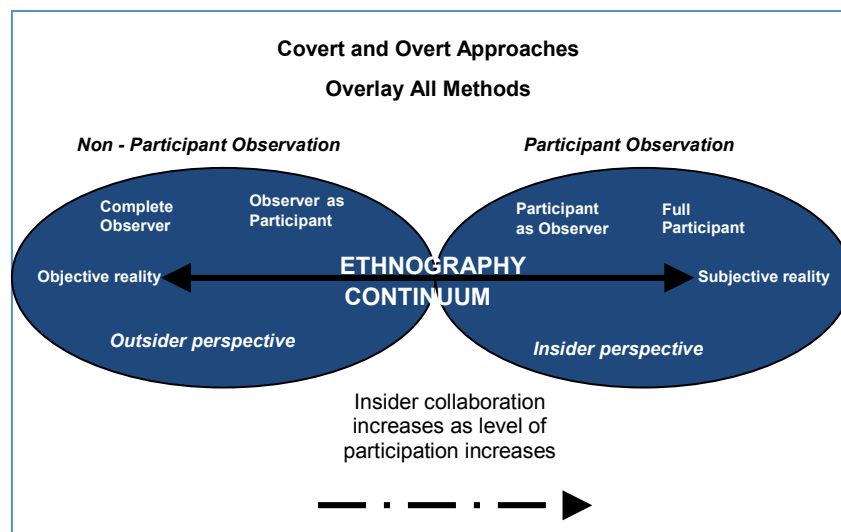 Covert and Overt Approaches
Overlay All Methods
Non - Participant Observation
Participant Observation
Complete
Observer
Observer as
Participant
Participant
as Observer
Full
Participant
Objective reality
ETHNOGRAPHY
CONTINUUM
Subjective reality
Outsider perspective
Insider perspective
Insider collaboration
increases as level of
participation increases